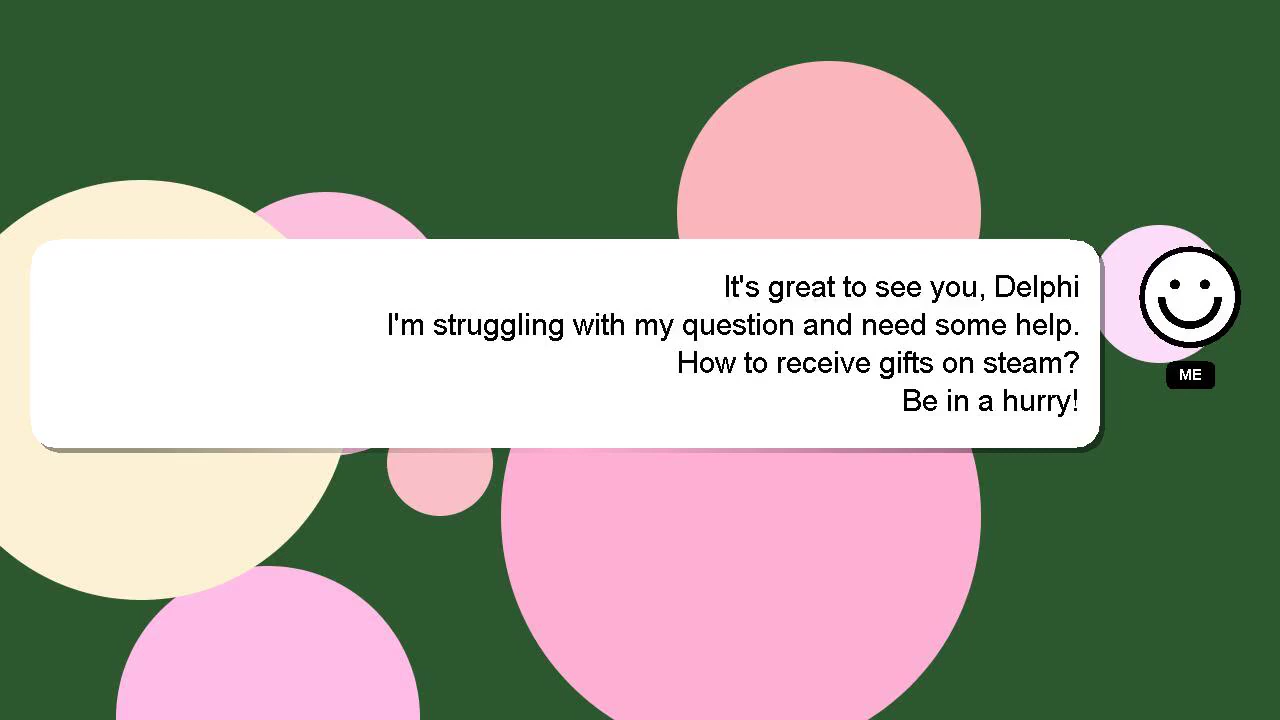 It's great to see you, Delphi
I'm struggling with my question and need some help.
How to receive gifts on steam?
Be in a hurry!
ME